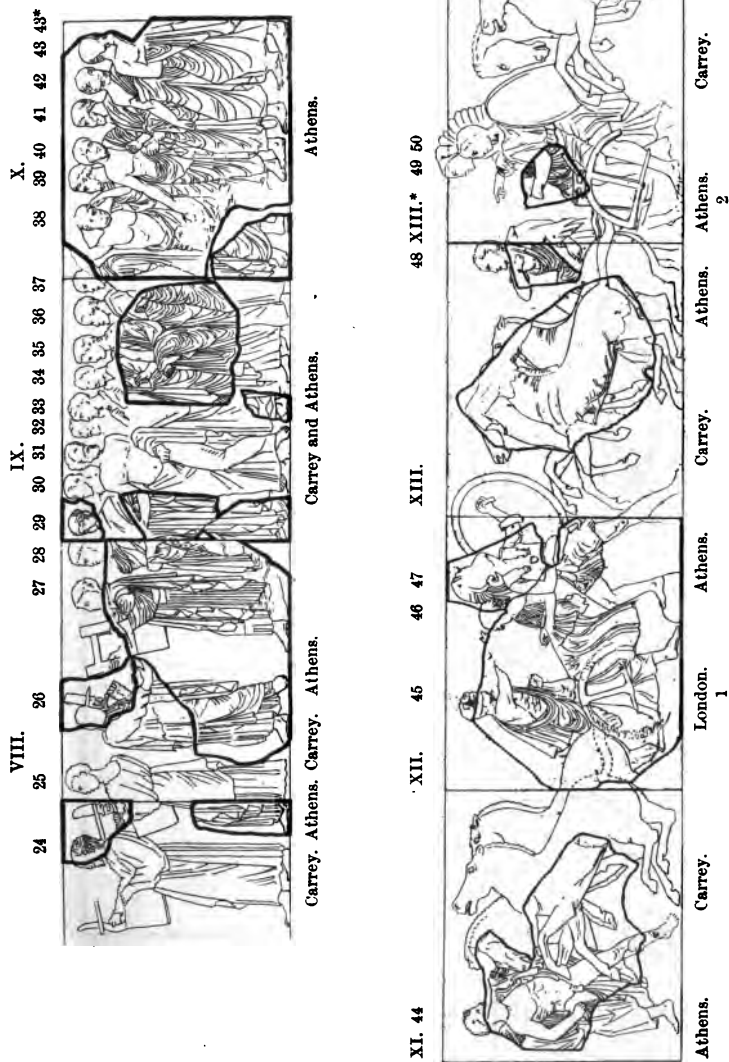 VIII. IX. X.
24 25 26 27 28 29 30 31 32 33 34 35 36 37 38 39 40 41 42 43 43*
Carrey. Athens. Carrey. Athens. Carrey and Athens. Athens.
XI. 44 XII. 45 46 47 XIII. 48 XIII.* 49 50
Athens. Carrey. London. Athens. Carrey. Athens. Athens. Carrey.
1 2